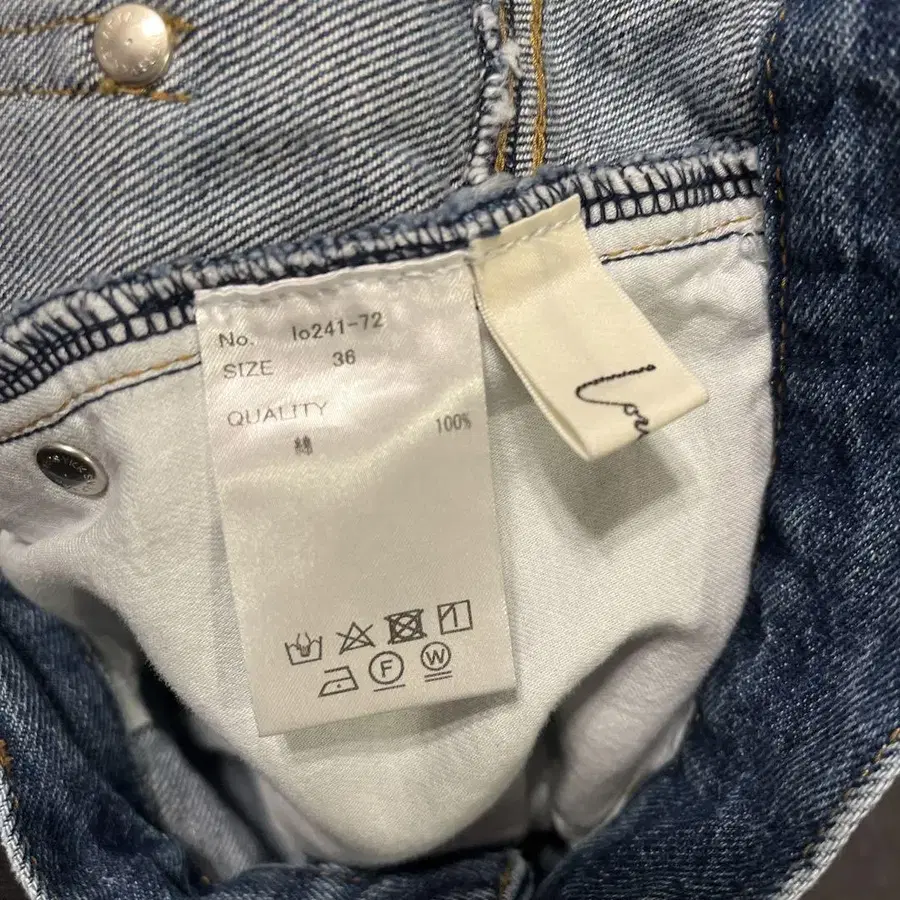 No. lo241-72
SIZE 36
QUALITY
綿 100%
F W